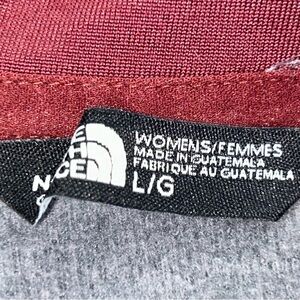 WOMENS/FEMMES
MADE IN GUATEMALA
FABRIQUE AU GUATEMALA
L/G